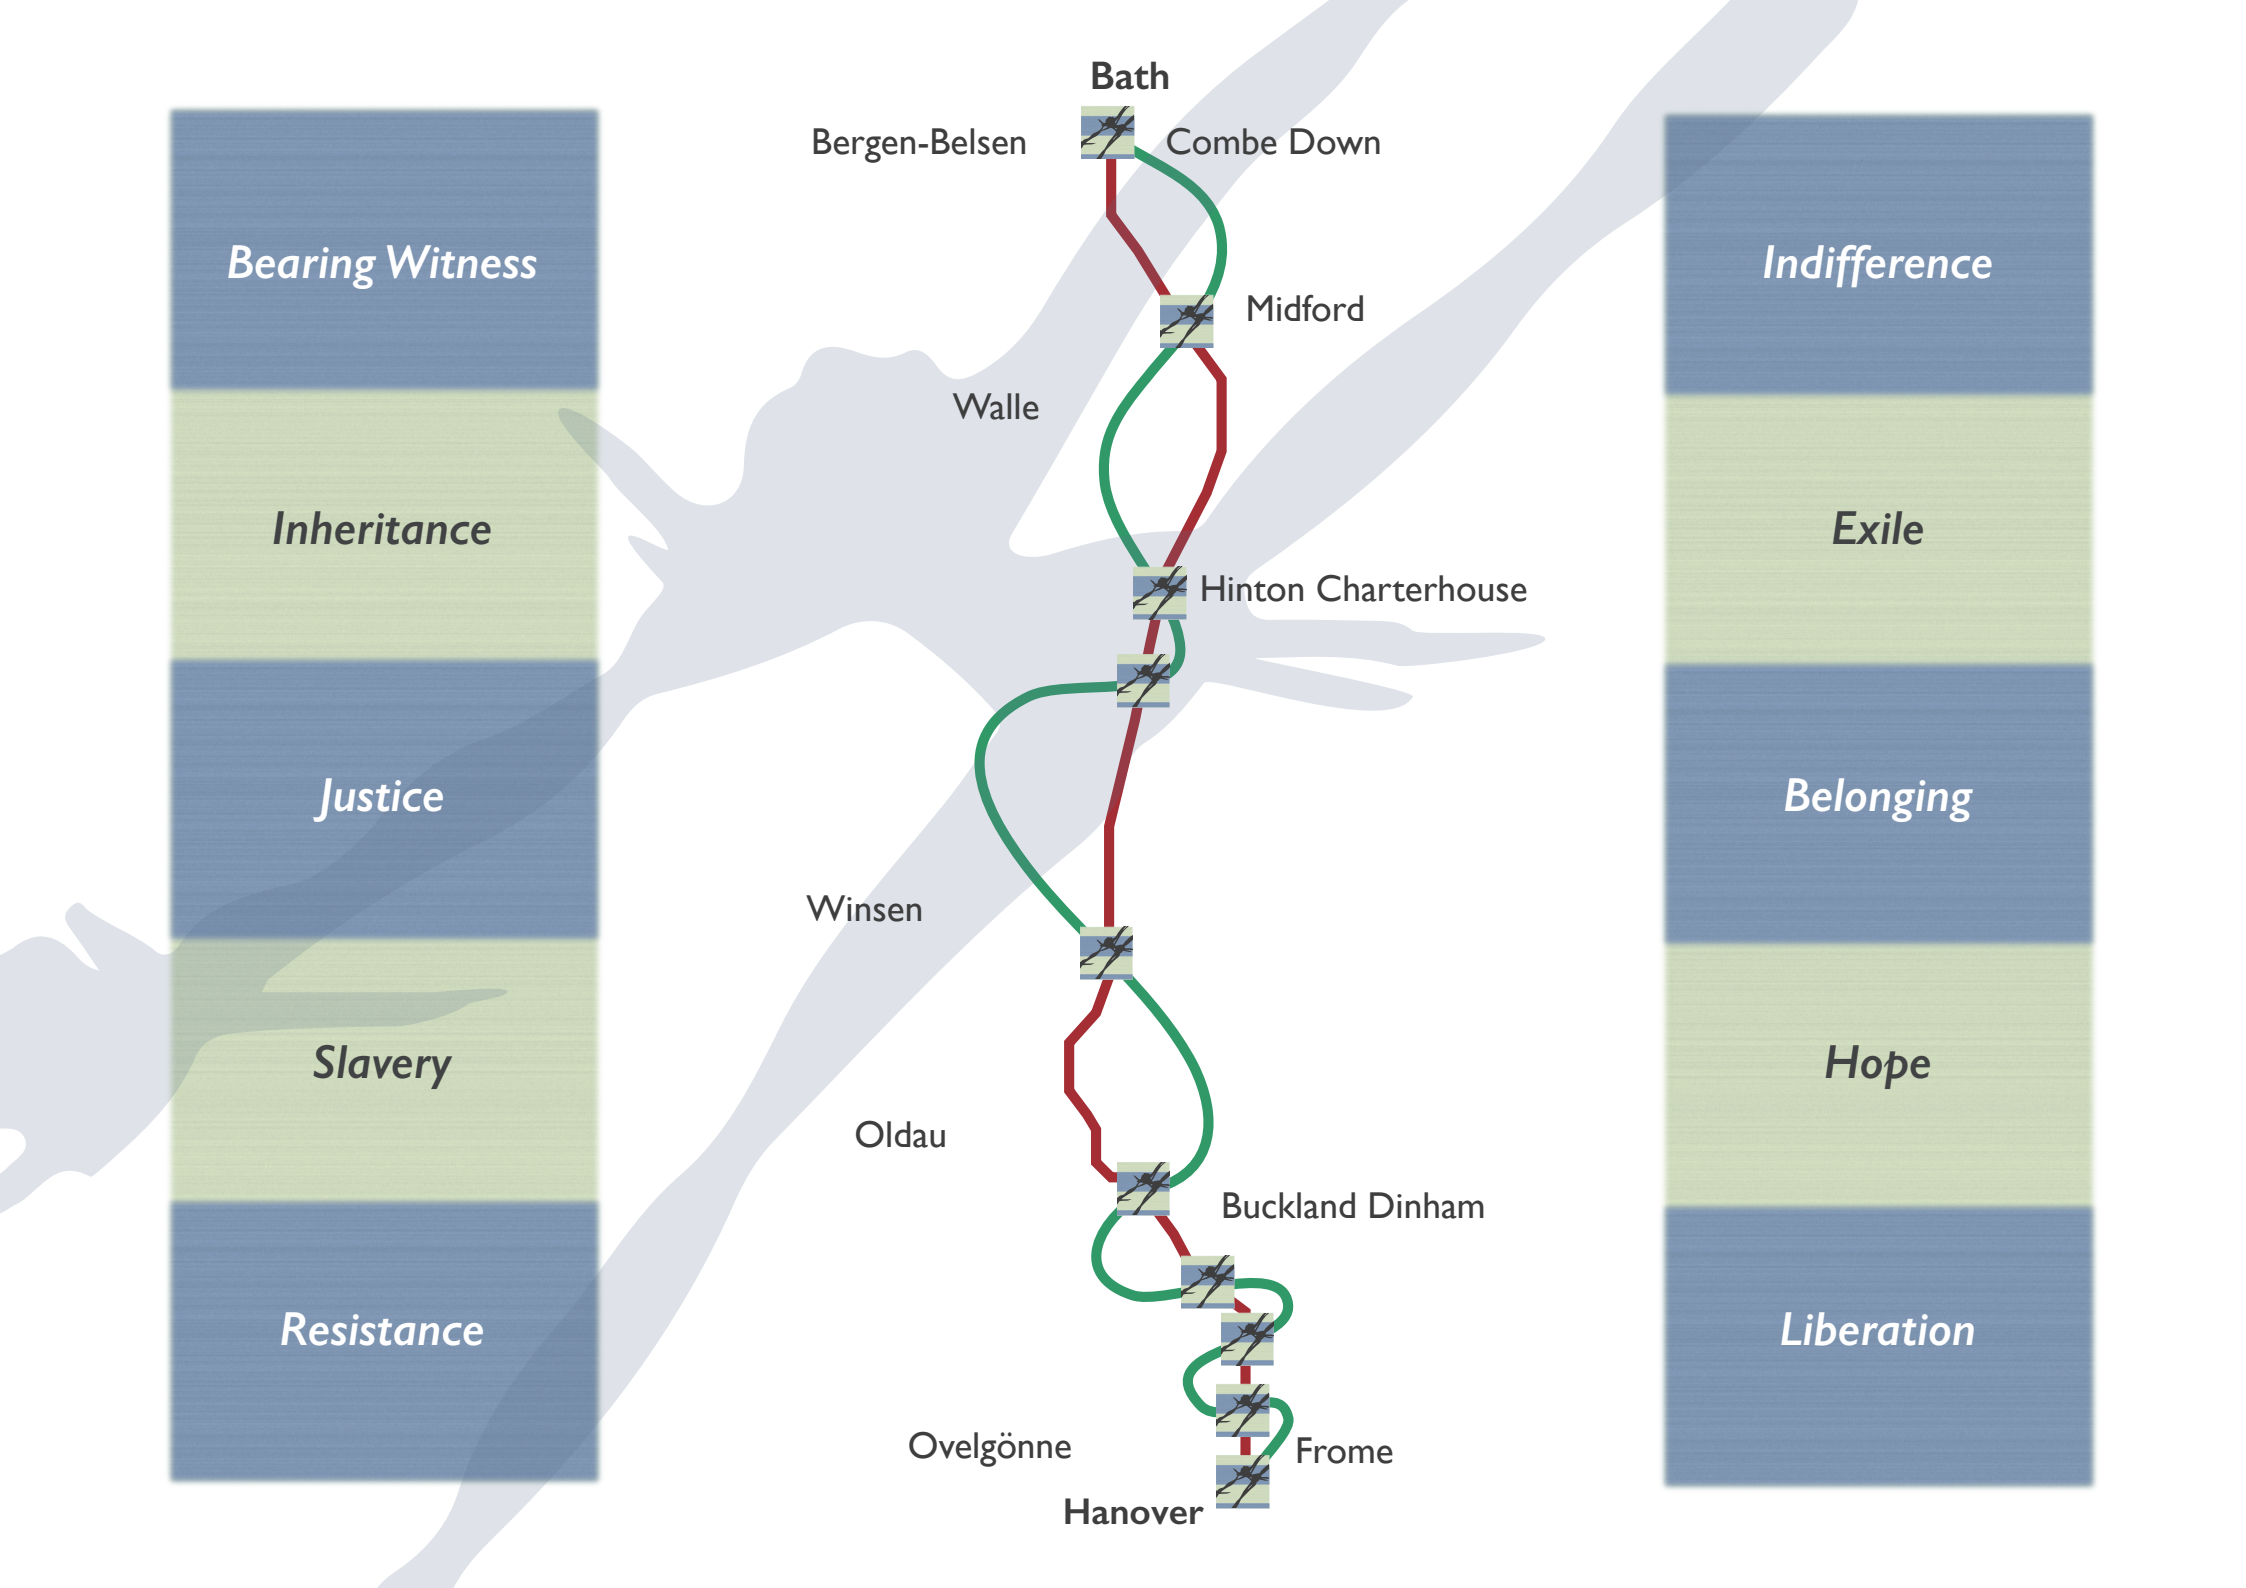 Bath
Bergen-Belsen
Combe Down
Bearing Witness
Indifference
Midford
Walle
Inheritance
Exile
Hinton Charterhouse
Justice
Belonging
Winsen
Slavery
Hope
Oldau
Buckland Dinham
Resistance
Liberation
Ovelgönne
Frome
Hanover